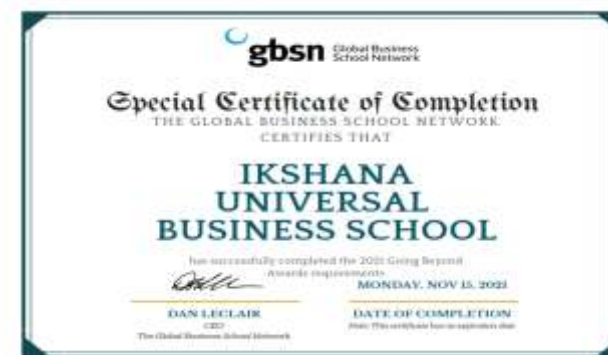 gbsn Global Business School Network
Special Certificate of Completion
THE GLOBAL BUSINESS SCHOOL NETWORK
CERTIFIES THAT
IKSHANA
UNIVERSAL
BUSINESS SCHOOL
has successfully completed the 2021 Going Beyond
Awards requirements
MONDAY, NOV 15, 2021
DAN LECLAIR
CEO
The Global Business School Network
DATE OF COMPLETION
Note: This certificate has no expiration date